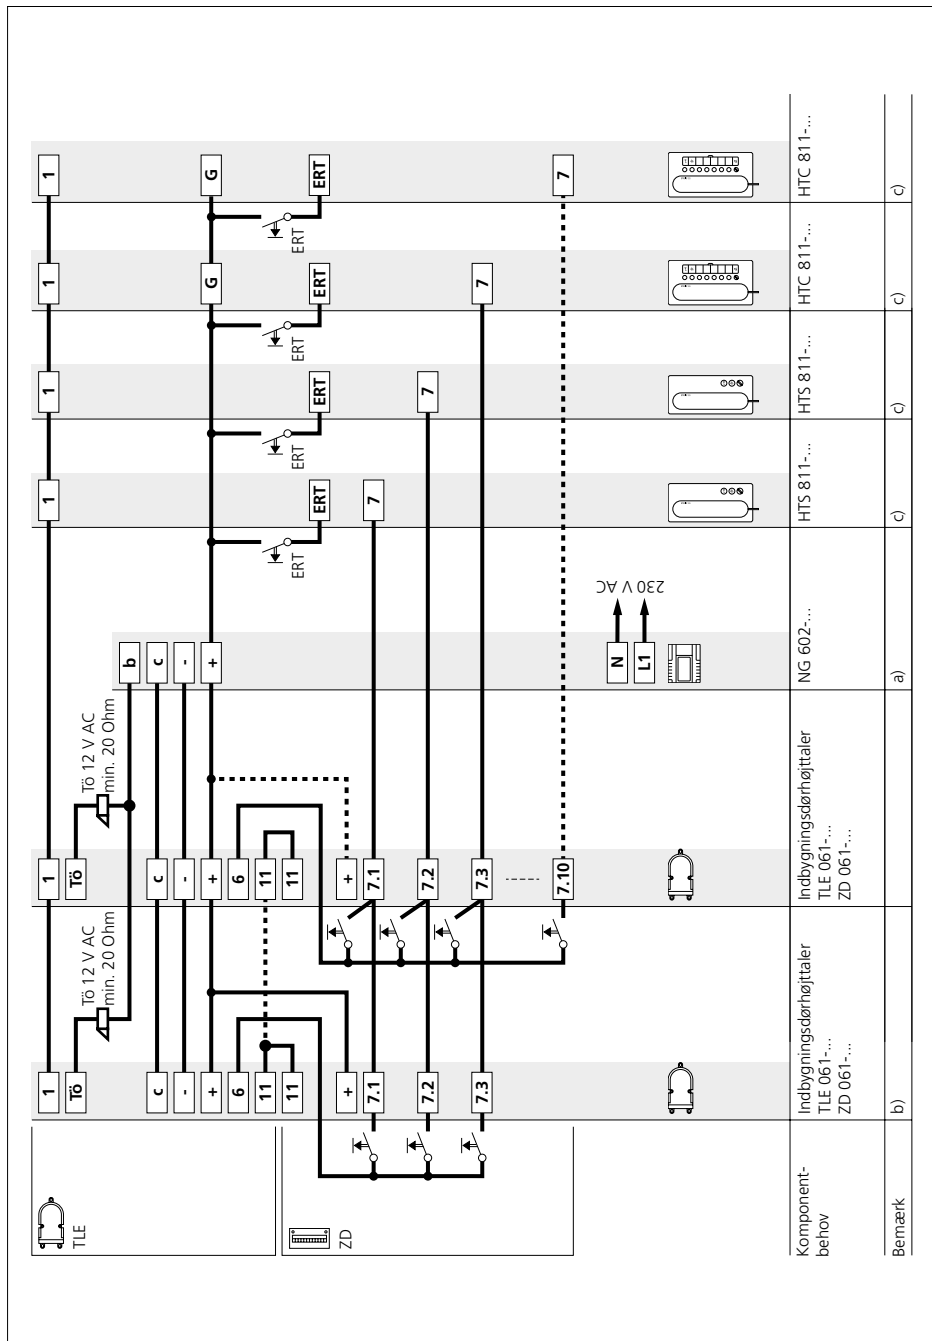 1 1 1 1 1 1
TLE Tö Tö
Tö 12 V AC Tö 12 V AC
min. 20 Ohm min. 20 Ohm
b
c c c
- - -
+ + + G G
6 6
11 11
11 11 ERT ERT ERT ERT
ERT ERT ERT ERT
ZD + +
7.1 7.1 7
7.2 7.2 7
7.3 7.3 7
7.10 7
N
230 V AC
L1
Komponent-
behov
Indbygningsdørhøjttaler
TLE 061-...
ZD 061-...
Indbygningsdørhøjttaler
TLE 061-...
ZD 061-...
NG 602-...
HTS 811-...
HTS 811-...
HTC 811-...
HTC 811-...
Bemærk b) a) c) c) c) c)